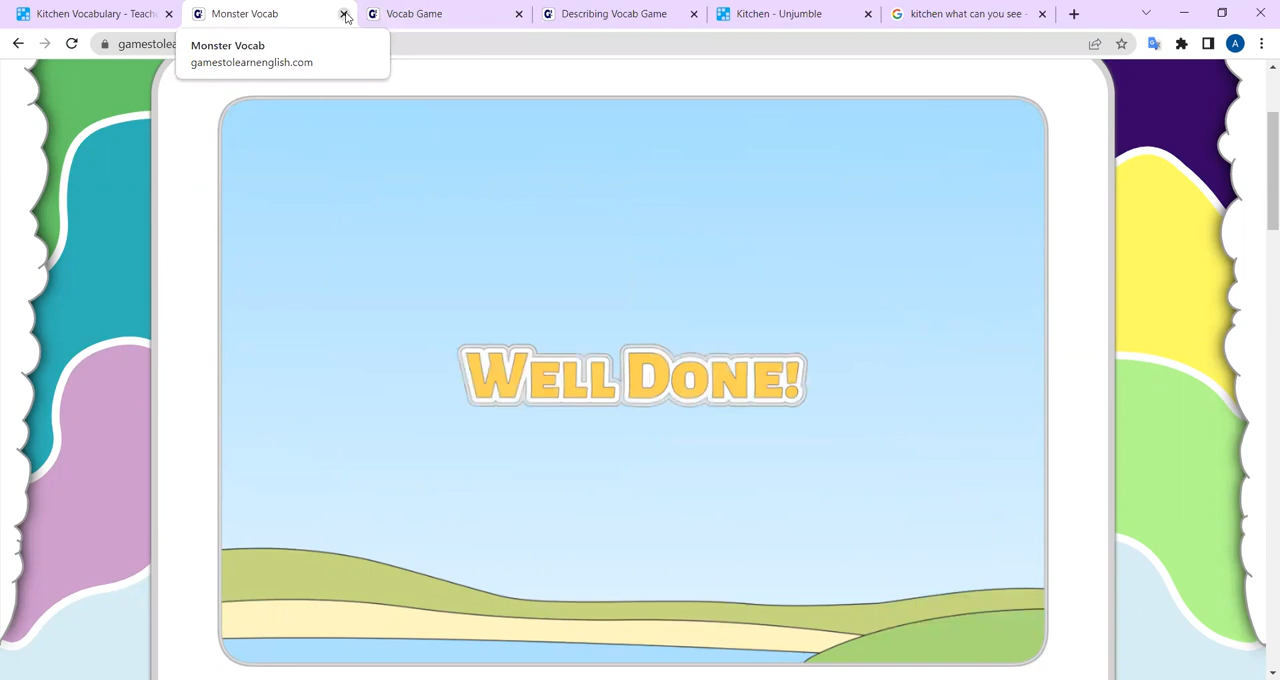 Kitchen Vocabulary - Teach
Monster Vocab
Vocab Game
Describing Vocab Game
Kitchen - Unjumble
kitchen what can you see -
gamestolea
A
Monster Vocab
gamestolearnenglish.com
WELL DONE!